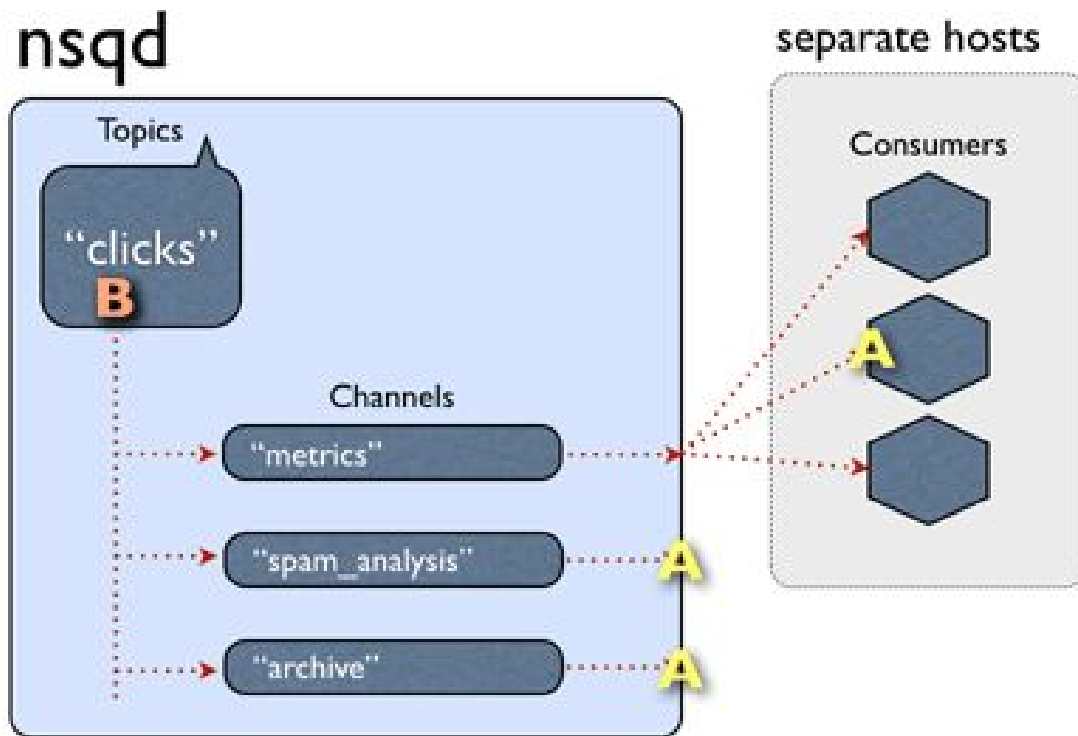 nsqd
separate hosts
Topics
“clicks”
B
Consumers
A
Channels
“metrics”
“spam_analysis”
A
“archive”
A